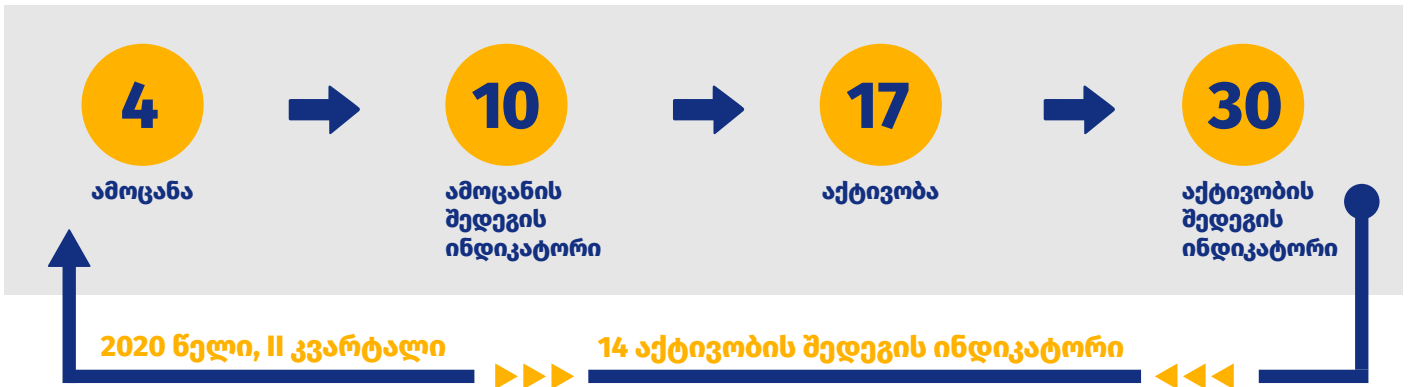 4
ამოცანა
10
ამოცანის
შედეგის
ინდიკატორი
17
აქტივობა
30
აქტივობის
შედეგის
ინდიკატორი
2020 წელი, II კვარტალი
14 აქტივობის შედეგის ინდიკატორი